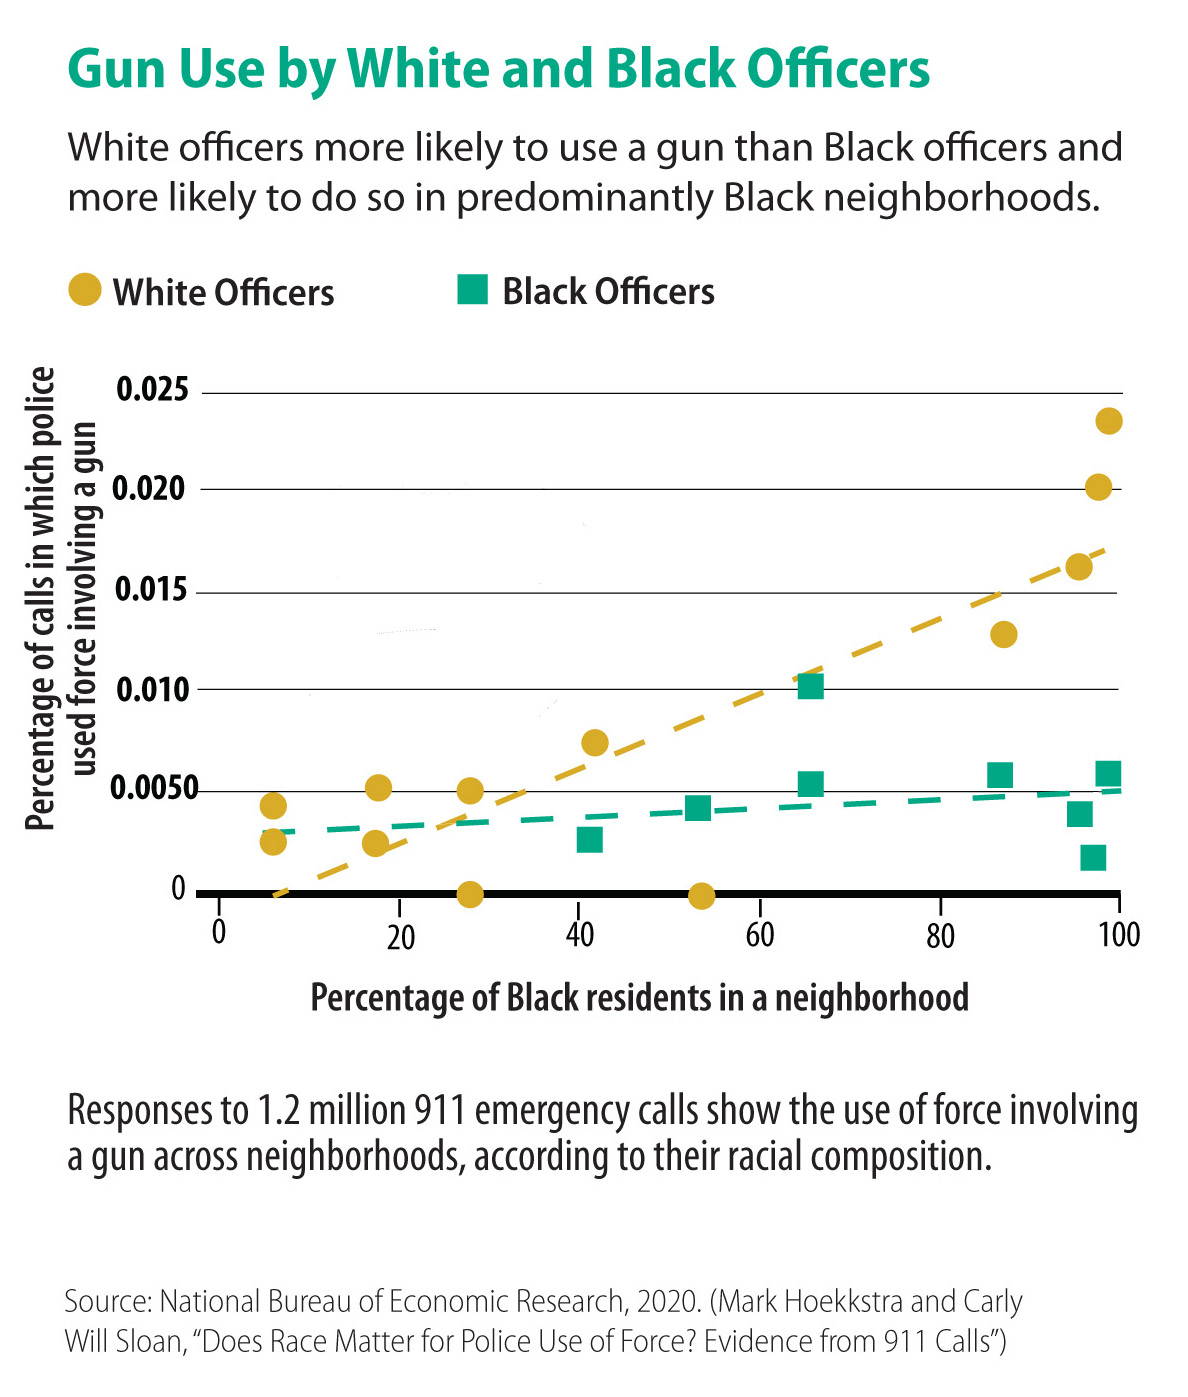 Gun Use by White and Black Officers
White officers more likely to use a gun than Black officers and
more likely to do so in predominantly Black neighborhoods.
White Officers
Black Officers
Percentage of calls in which police
used force involving a gun
0.025
0.020
0.015
0.010
0.0050
0
0
20
40
60
80
100
Percentage of Black residents in a neighborhood
Responses to 1.2 million 911 emergency calls show the use of force involving
a gun across neighborhoods, according to their racial composition.
Source: National Bureau of Economic Research, 2020. (Mark Hoekkstra and Carly
Will Sloan, “Does Race Matter for Police Use of Force? Evidence from 911 Calls”)